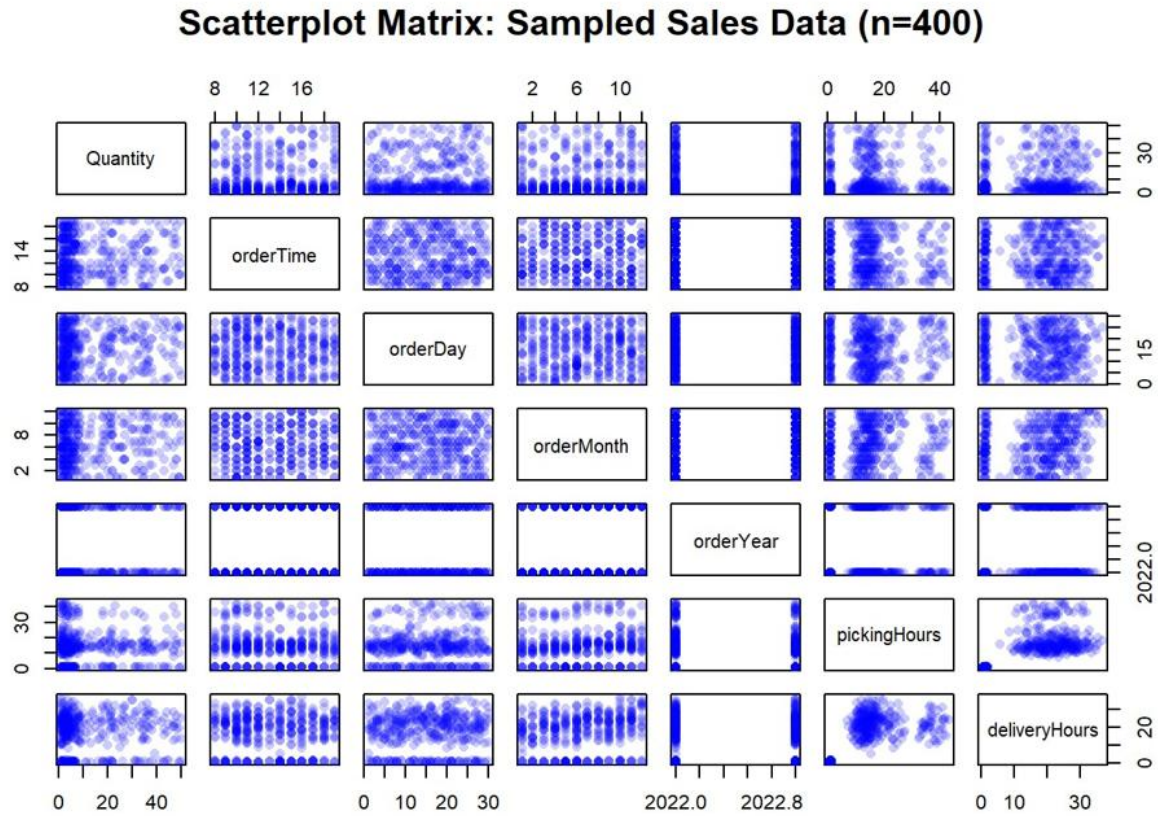 Scatterplot Matrix: Sampled Sales Data (n=400)
8 12 16
2 6 10
0 20 40
Quantity
0 30
8 14
orderTime
orderDay
0 15
2 8
orderMonth
orderYear
2022.0
0 30
pickingHours
deliveryHours
0 20
0 20 40
0 10 20 30
2022.0 2022.8
0 10 30